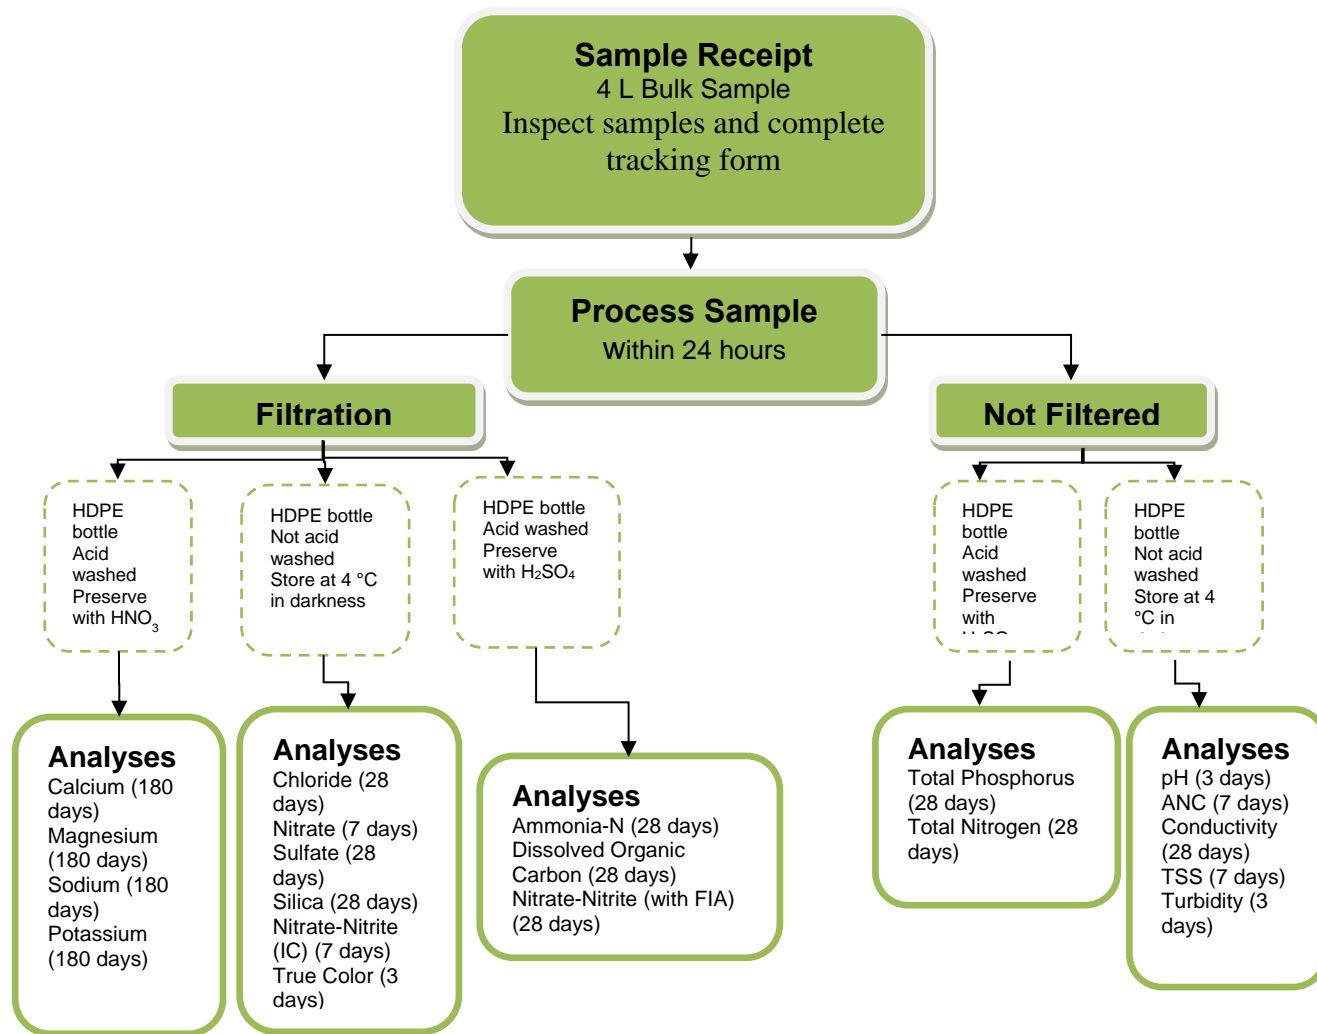 Sample Receipt
4 L Bulk Sample
Inspect samples and complete
tracking form
Process Sample
Within 24 hours
Filtration
Not Filtered
HDPE
bottle
Acid
washed
Preserve
with HNO₃
HDPE bottle
Not acid
washed
Store at 4 °C
in darkness
HDPE bottle
Acid washed
Preserve
with H₂SO₄
HDPE
bottle
Acid
washed
Preserve
with
HDPE
bottle
Not acid
washed
Store at 4
°C in
Analyses
Calcium (180
days)
Magnesium
(180 days)
Sodium (180
days)
Potassium
(180 days)
Analyses
Chloride (28
days)
Nitrate (7 days)
Sulfate (28
days)
Silica (28 days)
Nitrate-Nitrite
(IC) (7 days)
True Color (3
days)
Analyses
Ammonia-N (28 days)
Dissolved Organic
Carbon (28 days)
Nitrate-Nitrite (with FIA)
(28 days)
Analyses
Total Phosphorus
(28 days)
Total Nitrogen (28
days)
Analyses
pH (3 days)
ANC (7 days)
Conductivity
(28 days)
TSS (7 days)
Turbidity (3
days)